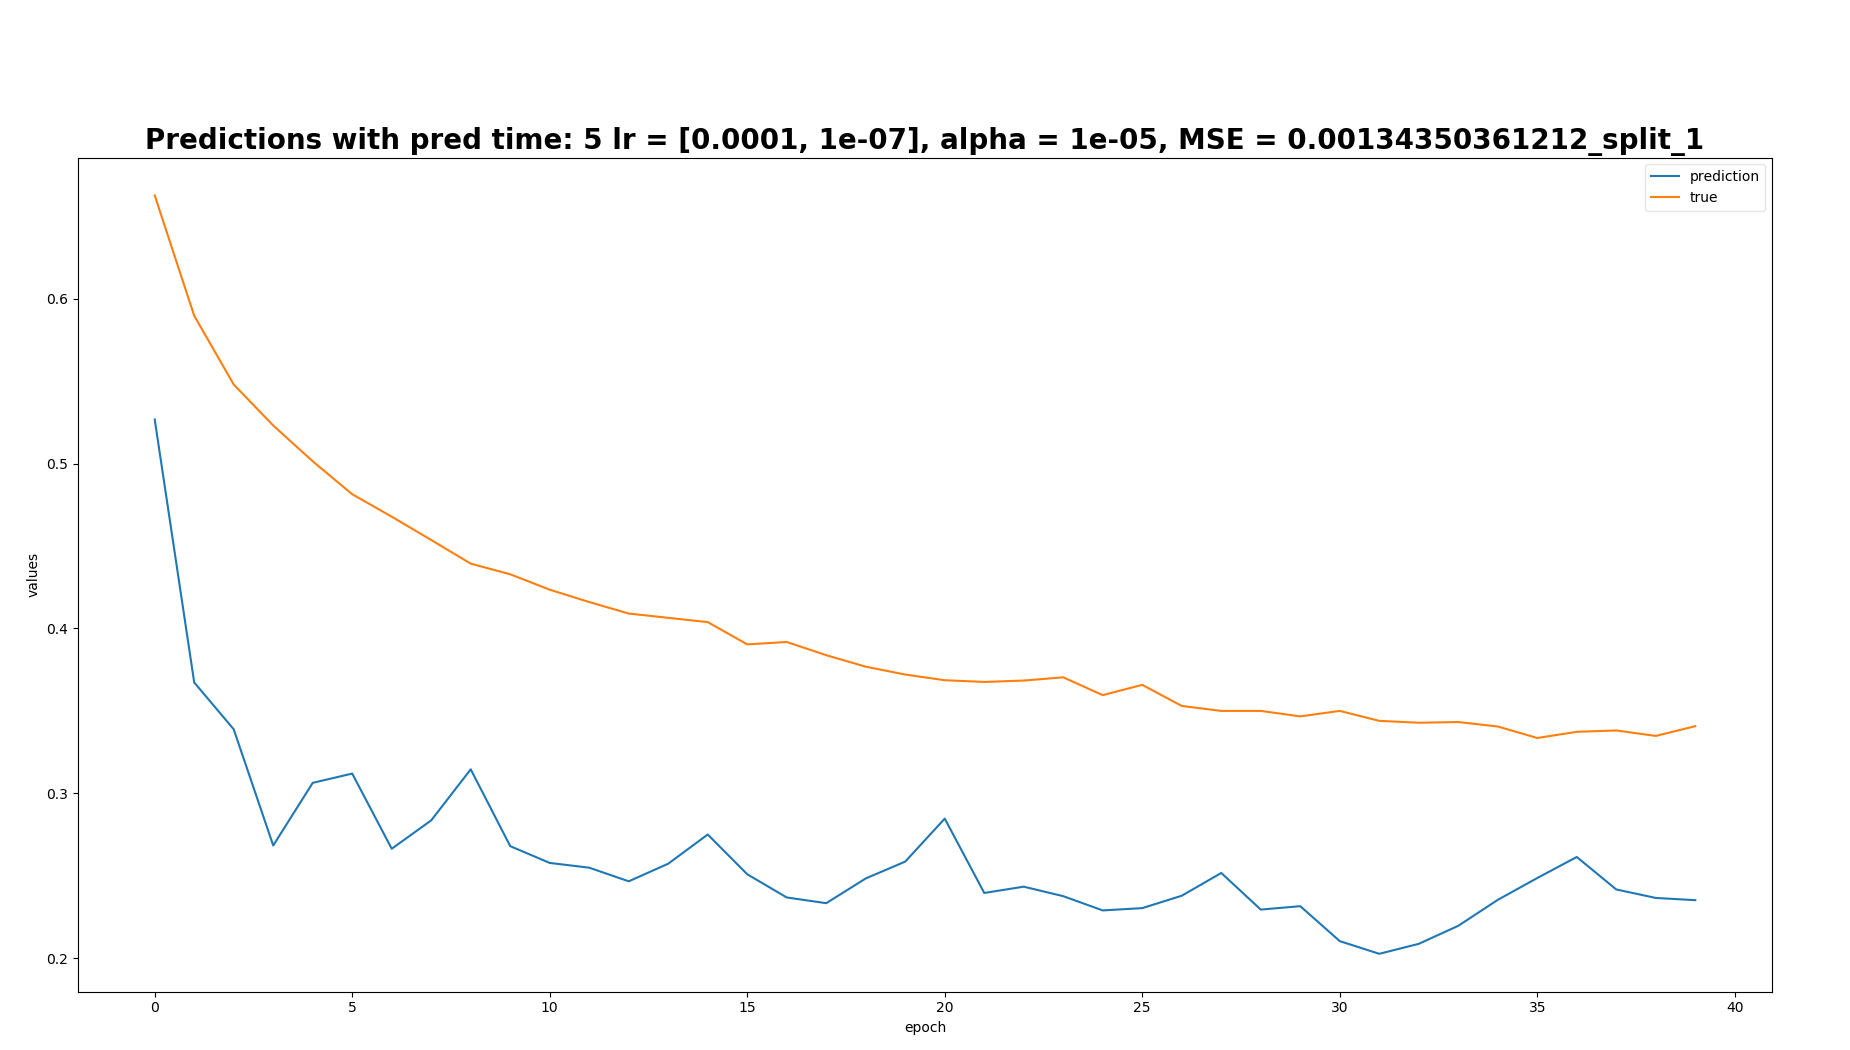 Predictions with pred time: 5 lr = [0.0001, 1e-07], alpha = 1e-05, MSE = 0.00134350361212_split_1
prediction
true
values
0.6
0.5
0.4
0.3
0.2
0 5 10 15 20 25 30 35 40
epoch